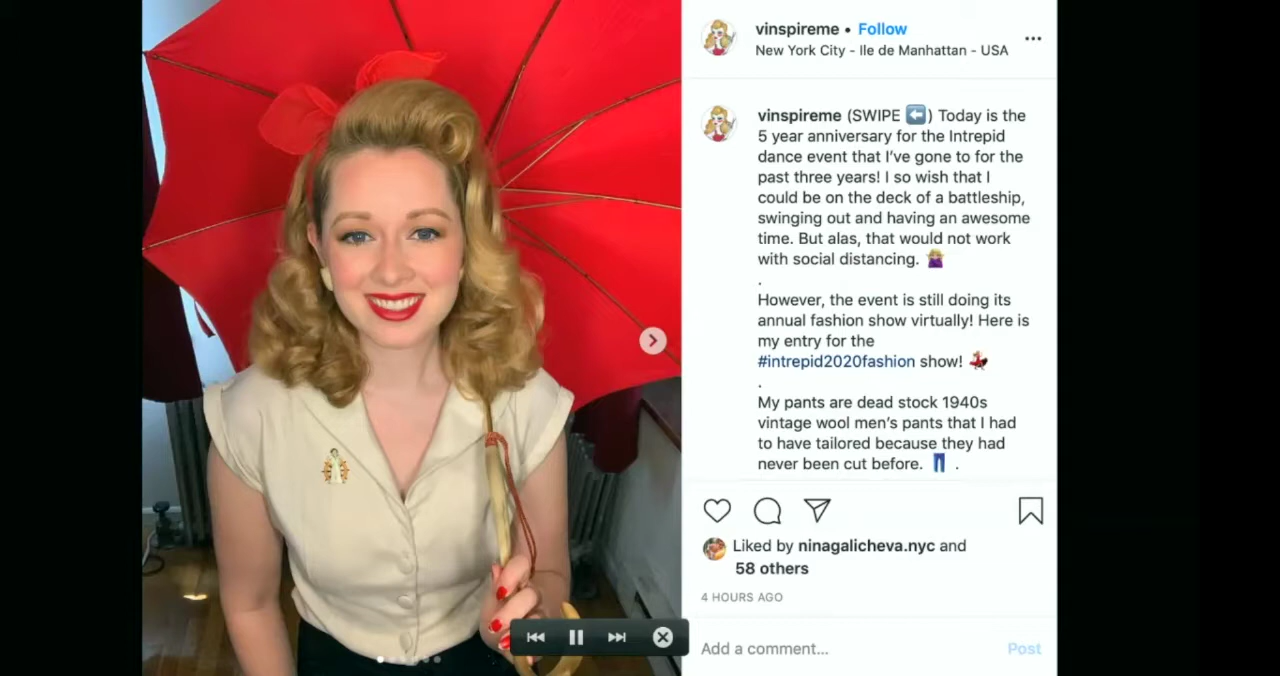 vinspireme • Follow
New York City - Ile de Manhattan - USA
vinspireme (SWIPE ⬅️) Today is the
5 year anniversary for the Intrepid
dance event that I've gone to for the
past three years! I so wish that I
could be on the deck of a battleship,
swinging out and having an awesome
time. But alas, that would not work
with social distancing. 🤷‍♀️
.
However, the event is still doing its
annual fashion show virtually! Here is
my entry for the
#intrepid2020fashion show! 💃
.
My pants are dead stock 1940s
vintage wool men's pants that I had
to have tailored because they had
never been cut before. 👖 .
Liked by ninagalicheva.nyc and
58 others
4 HOURS AGO
Add a comment... Post